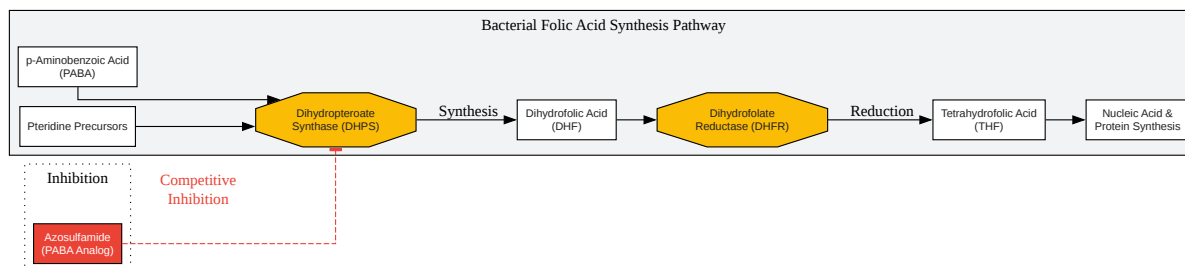 Bacterial Folic Acid Synthesis Pathway
p-Aminobenzoic Acid
(PABA)
Pteridine Precursors
Dihydropteroate
Synthase (DHPS)
Synthesis
Dihydrofolic Acid
(DHF)
Dihydrofolate
Reductase (DHFR)
Reduction
Tetrahydrofolic Acid
(THF)
Nucleic Acid &
Protein Synthesis
Inhibition
Competitive
Inhibition
Azosulfamide
(PABA Analog)